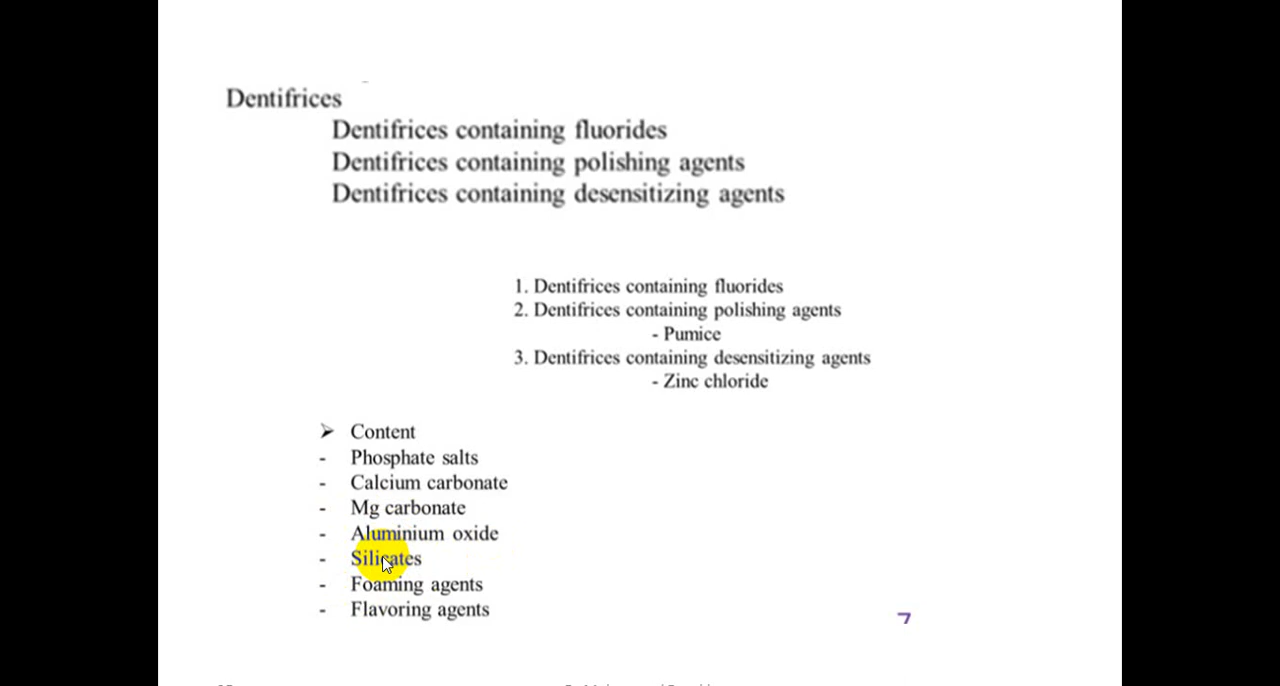 Dentifrices
Dentifrices containing fluorides
Dentifrices containing polishing agents
Dentifrices containing desensitizing agents
1. Dentifrices containing fluorides
2. Dentifrices containing polishing agents
- Pumice
3. Dentifrices containing desensitizing agents
- Zinc chloride
➤ Content
- Phosphate salts
- Calcium carbonate
- Mg carbonate
- Aluminium oxide
- Silicates
- Foaming agents
- Flavoring agents
7